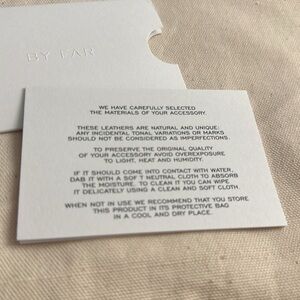 BY FAR
WE HAVE CAREFULLY SELECTED
THE MATERIALS OF YOUR ACCESSORY.
THESE LEATHERS ARE NATURAL AND UNIQUE:
ANY INCIDENTAL TONAL VARIATIONS OR MARKS
SHOULD NOT BE CONSIDERED AS IMPERFECTIONS.
TO PRESERVE THE ORIGINAL QUALITY
OF YOUR ACCESSORY AVOID OVEREXPOSURE
TO LIGHT, HEAT AND HUMIDITY.
IF IT SHOULD COME INTO CONTACT WITH WATER,
DAB IT WITH A SOF T NEUTRAL CLOTH TO ABSORB
THE MOISTURE. TO CLEAN IT YOU CAN WIPE
IT DELICATELY USING A CLEAN AND SOFT CLOTH.
WHEN NOT IN USE WE RECOMMEND THAT YOU STORE
THIS PRODUCT IN ITS PROTECTIVE BAG
IN A COOL AND DRY PLACE.